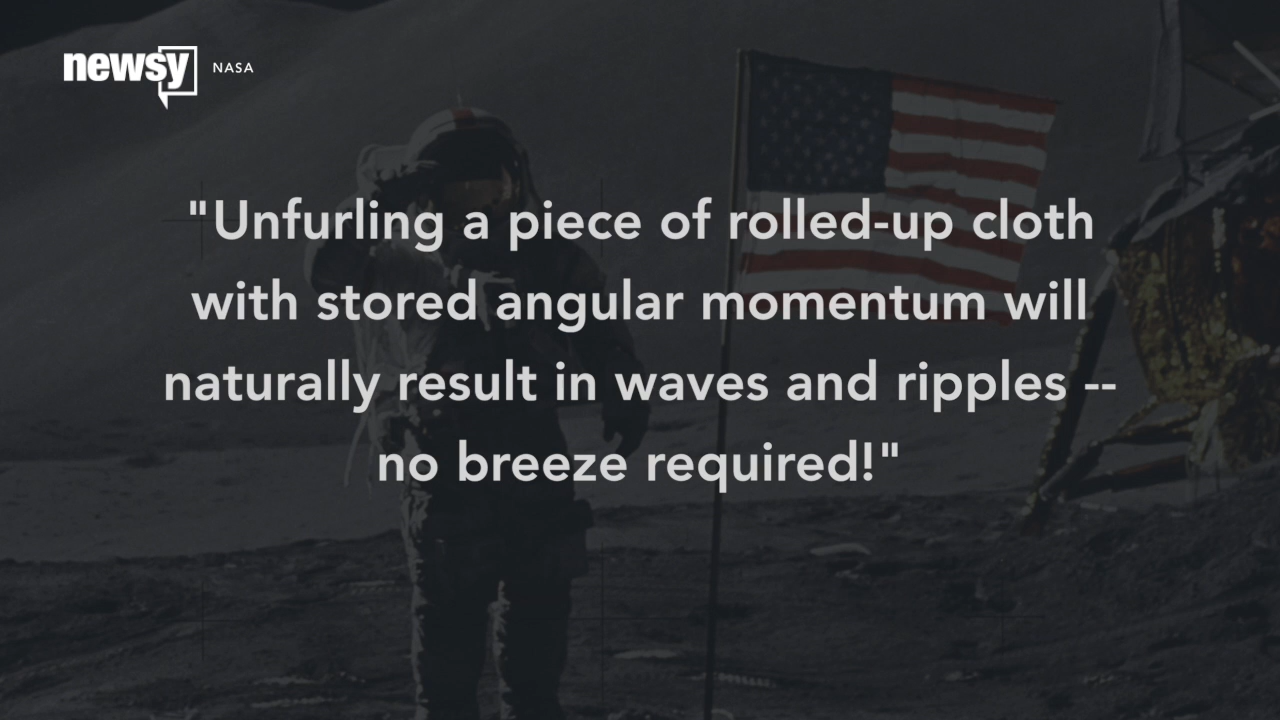 newsy NASA
"Unfurling a piece of rolled-up cloth
with stored angular momentum will
naturally result in waves and ripples --
no breeze required!"